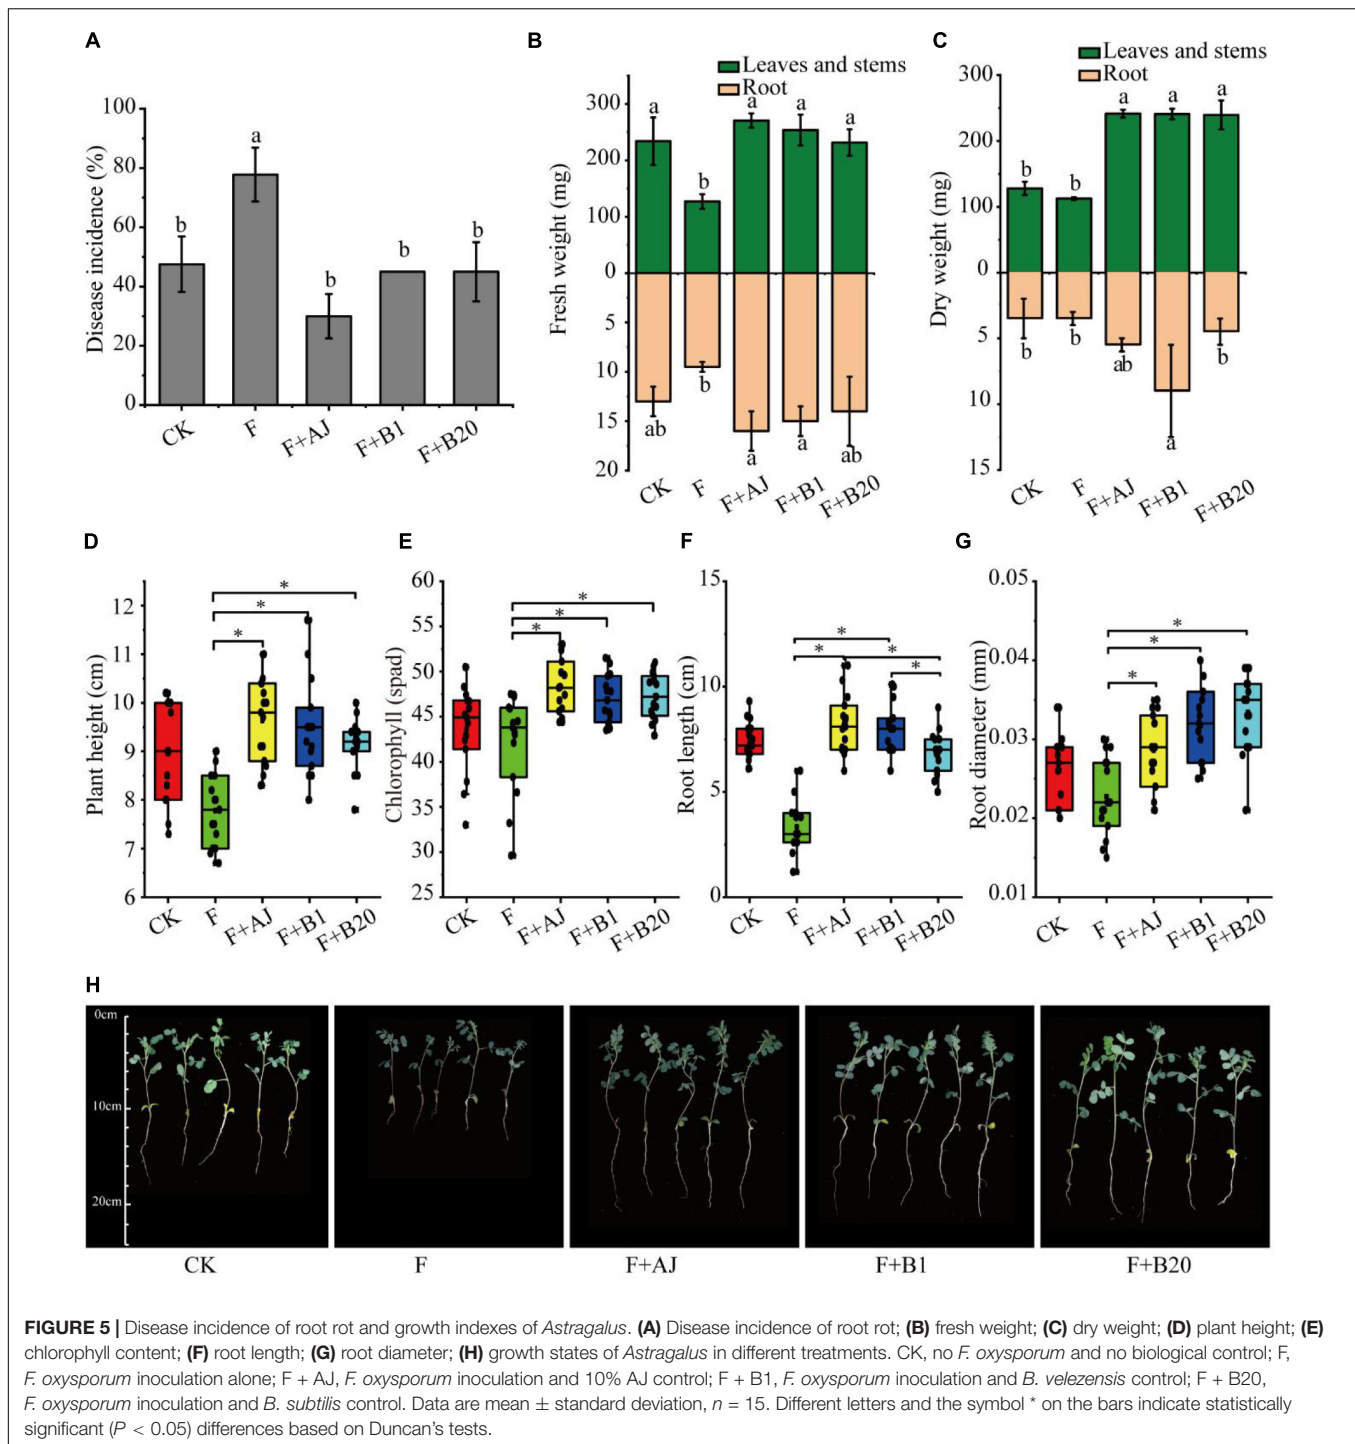 A
Disease incidence (%)
100
80
60
40
20
0
b
a
b
b
b
CK
F
F+AJ
F+B1
F+B20
B
Leaves and stems
Root
Fresh weight (mg)
300
200
100
0
5
10
15
20
a
b
a
a
a
ab
b
a
a
ab
CK
F
F+AJ
F+B1
F+B20
C
Leaves and stems
Root
Dry weight (mg)
300
200
100
0
5
10
15
b
b
a
a
a
b
b
ab
a
b
CK
F
F+AJ
F+B1
F+B20
D
Plant height (cm)
12
11
10
9
8
7
6
*
*
*
CK
F
F+AJ
F+B1
F+B20
E
Chlorophyll (spad)
60
55
50
45
40
35
30
25
*
*
*
CK
F
F+AJ
F+B1
F+B20
F
Root length (cm)
15
10
5
0
*
*
*
*
CK
F
F+AJ
F+B1
F+B20
G
Root diameter (mm)
0.05
0.04
0.03
0.02
0.01
*
*
*
CK
F
F+AJ
F+B1
F+B20
H
0cm
10cm
20cm
CK
F
F+AJ
F+B1
F+B20
FIGURE 5 | Disease incidence of root rot and growth indexes of Astragalus. (A) Disease incidence of root rot; (B) fresh weight; (C) dry weight; (D) plant height; (E)
chlorophyll content; (F) root length; (G) root diameter; (H) growth states of Astragalus in different treatments. CK, no F. oxysporum and no biological control; F,
F. oxysporum inoculation alone; F + AJ, F. oxysporum inoculation and 10% AJ control; F + B1, F. oxysporum inoculation and B. velezensis control; F + B20,
F. oxysporum inoculation and B. subtilis control. Data are mean ± standard deviation, n = 15. Different letters and the symbol * on the bars indicate statistically
significant (P < 0.05) differences based on Duncan's tests.